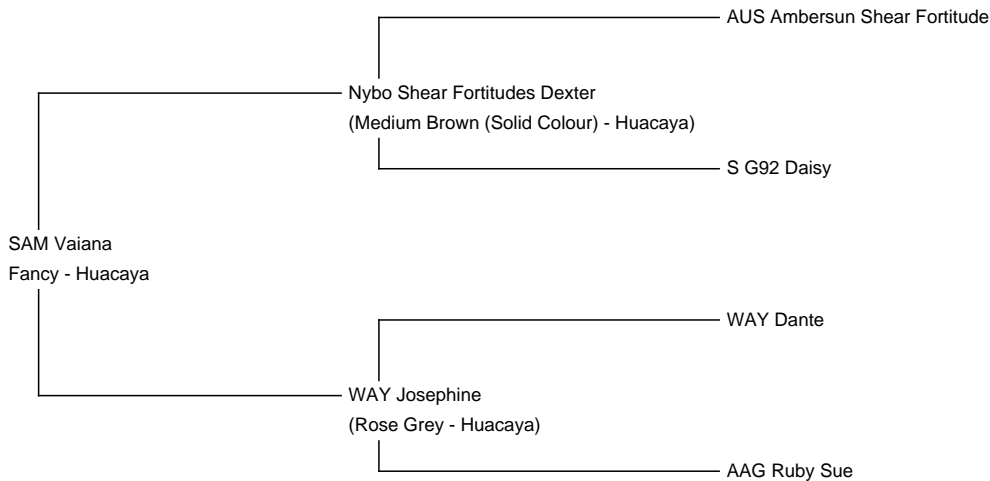 AUS Ambersun Shear Fortitude
Nybo Shear Fortitudes Dexter
(Medium Brown (Solid Colour) - Huacaya)
S G92 Daisy
SAM Vaiana
Fancy - Huacaya
WAY Dante
WAY Josephine
(Rose Grey - Huacaya)
AAG Ruby Sue